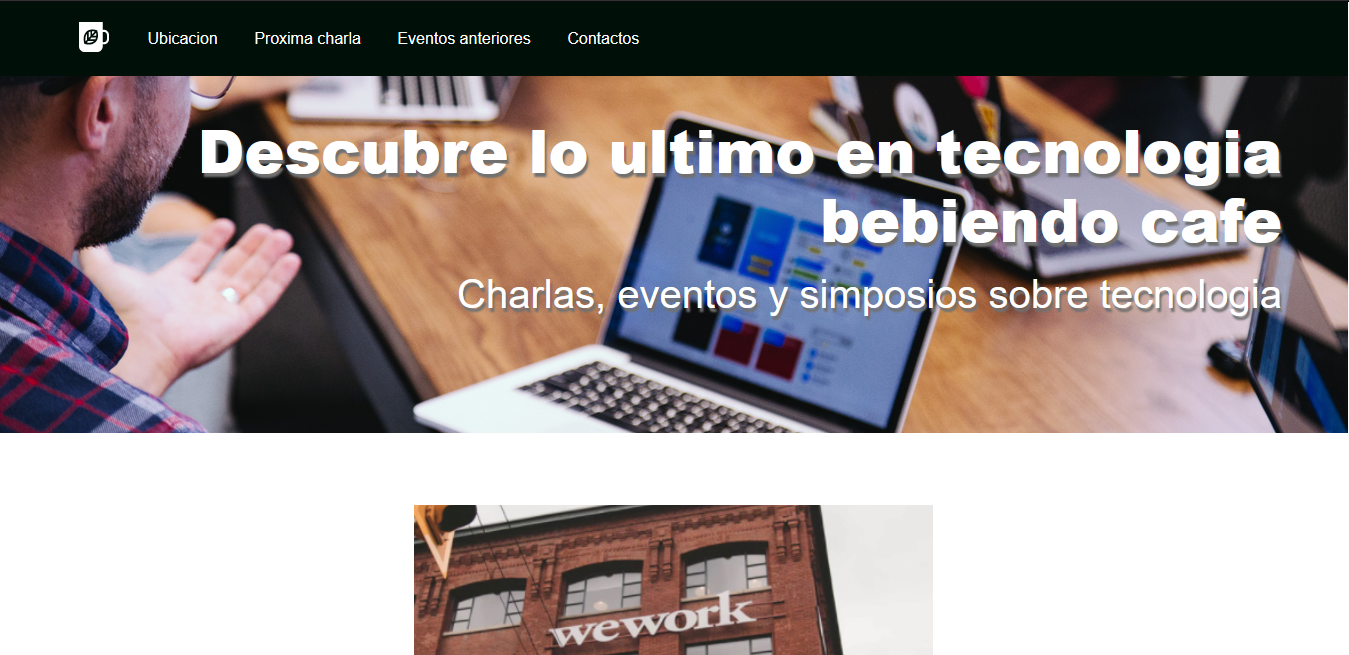 Ubicacion Proxima charla Eventos anteriores Contactos
Descubre lo ultimo en tecnologia
bebiendo cafe
Charlas, eventos y simposios sobre tecnologia
wework